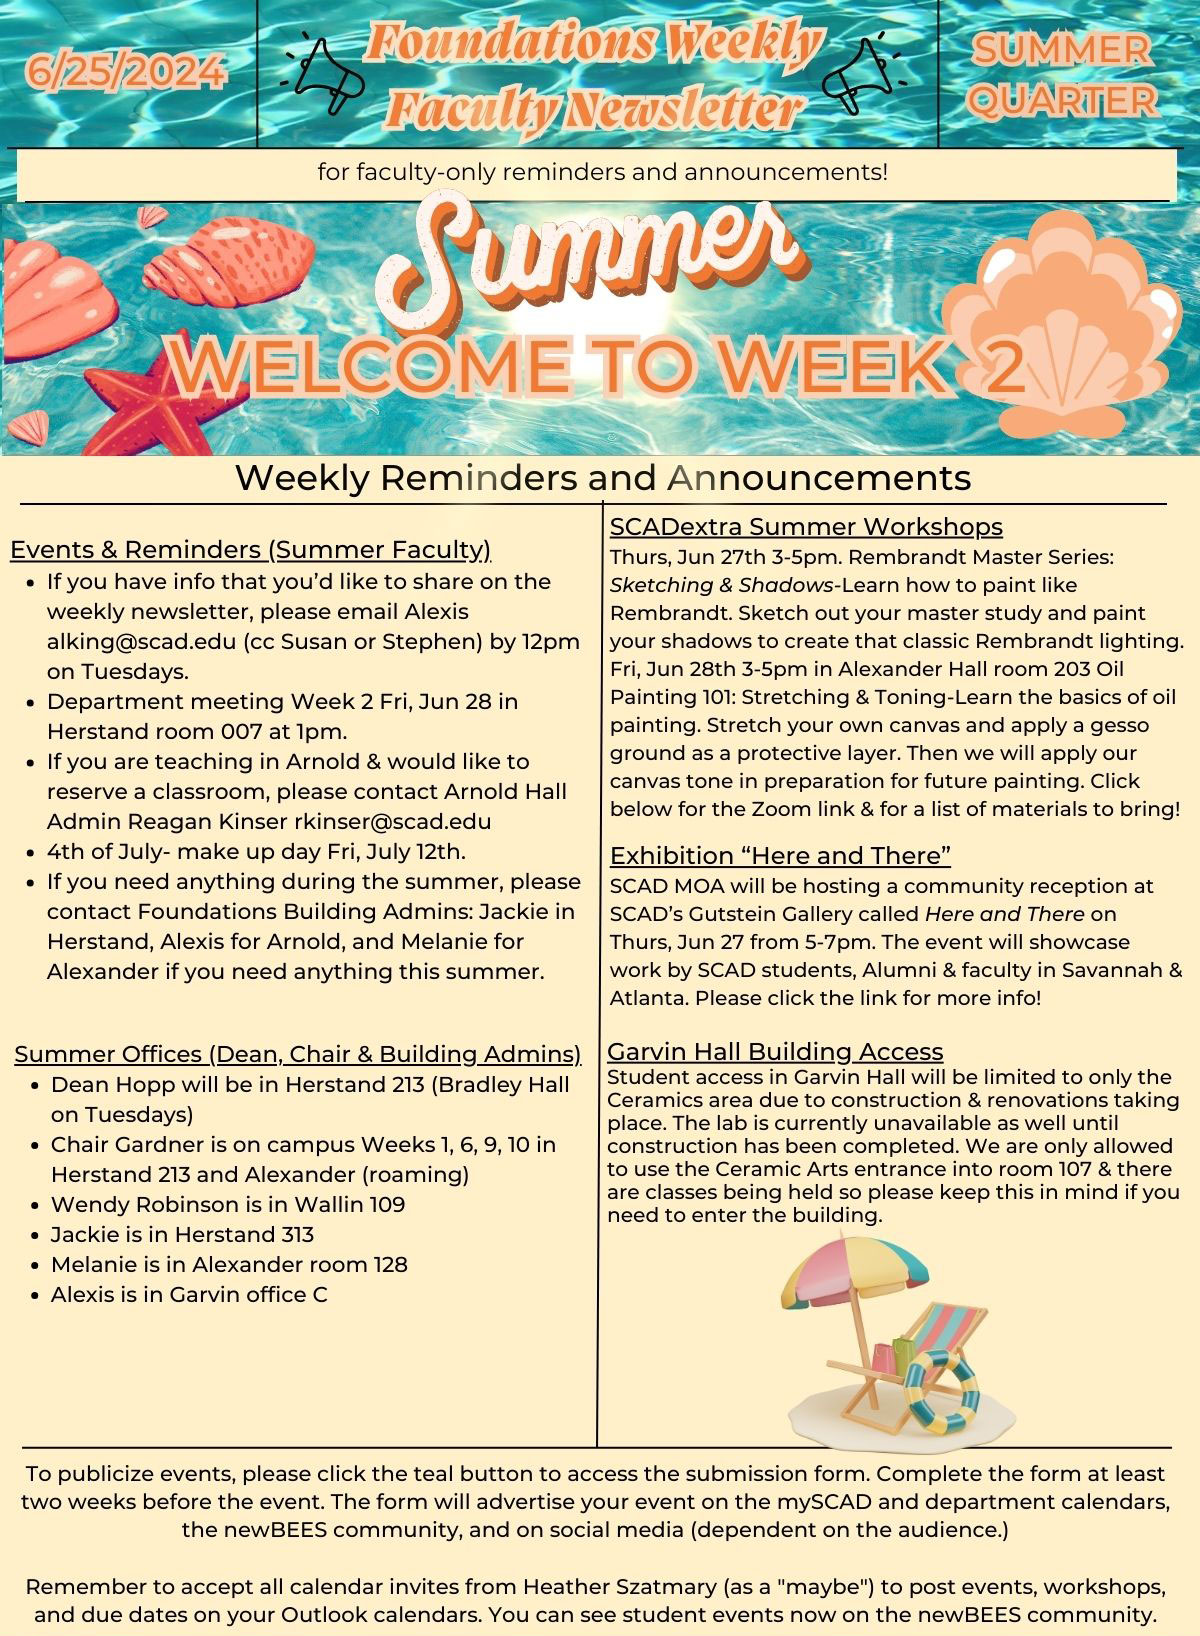 6/25/2024
Foundations Weekly
Faculty Newsletter
SUMMER
QUARTER
for faculty-only reminders and announcements!
Summer
WELCOME TO WEEK 2
Weekly Reminders and Announcements
Events & Reminders (Summer Faculty)
• If you have info that you’d like to share on the
weekly newsletter, please email Alexis
alking@scad.edu (cc Susan or Stephen) by 12pm
on Tuesdays.
• Department meeting Week 2 Fri, Jun 28 in
Herstand room 007 at 1pm.
• If you are teaching in Arnold & would like to
reserve a classroom, please contact Arnold Hall
Admin Reagan Kinser rkinser@scad.edu
• 4th of July- make up day Fri, July 12th.
• If you need anything during the summer, please
contact Foundations Building Admins: Jackie in
Herstand, Alexis for Arnold, and Melanie for
Alexander if you need anything this summer.
Summer Offices (Dean, Chair & Building Admins)
• Dean Hopp will be in Herstand 213 (Bradley Hall
on Tuesdays)
• Chair Gardner is on campus Weeks 1, 6, 9, 10 in
Herstand 213 and Alexander (roaming)
• Wendy Robinson is in Wallin 109
• Jackie is in Herstand 313
• Melanie is in Alexander room 128
• Alexis is in Garvin office C
SCADextra Summer Workshops
Thurs, Jun 27th 3-5pm. Rembrandt Master Series:
Sketching & Shadows-Learn how to paint like
Rembrandt. Sketch out your master study and paint
your shadows to create that classic Rembrandt lighting.
Fri, Jun 28th 3-5pm in Alexander Hall room 203 Oil
Painting 101: Stretching & Toning-Learn the basics of oil
painting. Stretch your own canvas and apply a gesso
ground as a protective layer. Then we will apply our
canvas tone in preparation for future painting. Click
below for the Zoom link & for a list of materials to bring!
Exhibition “Here and There”
SCAD MOA will be hosting a community reception at
SCAD’s Gutstein Gallery called Here and There on
Thurs, Jun 27 from 5-7pm. The event will showcase
work by SCAD students, Alumni & faculty in Savannah &
Atlanta. Please click the link for more info!
Garvin Hall Building Access
Student access in Garvin Hall will be limited to only the
Ceramics area due to construction & renovations taking
place. The lab is currently unavailable as well until
construction has been completed. We are only allowed
to use the Ceramic Arts entrance into room 107 & there
are classes being held so please keep this in mind if you
need to enter the building.
To publicize events, please click the teal button to access the submission form. Complete the form at least
two weeks before the event. The form will advertise your event on the mySCAD and department calendars,
the newBEES community, and on social media (dependent on the audience.)
Remember to accept all calendar invites from Heather Szatmary (as a "maybe") to post events, workshops,
and due dates on your Outlook calendars. You can see student events now on the newBEES community.